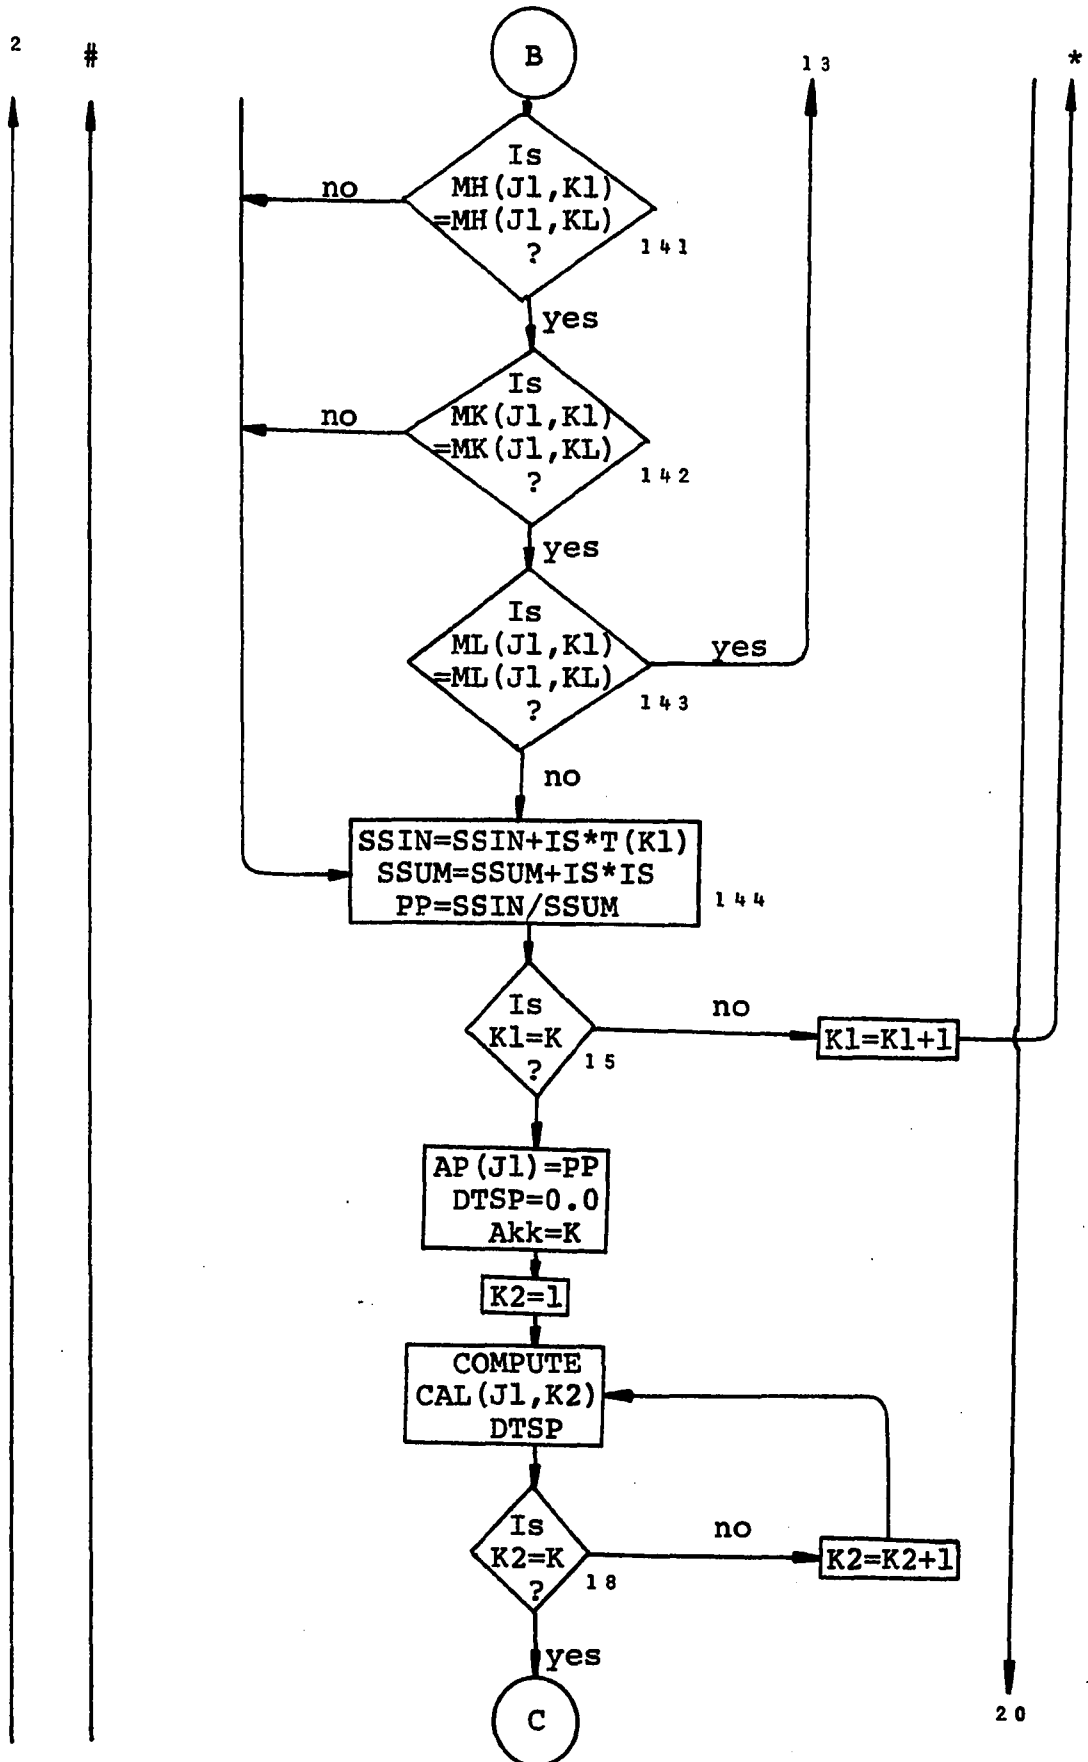 2
#
B
13
*
Is
MH(J1,K1)
=MH(J1,KL)
?
141
no
yes
Is
MK(J1,K1)
=MK(J1,KL)
?
142
no
yes
Is
ML(J1,K1)
=ML(J1,KL)
?
143
yes
no
SSIN=SSIN+IS*T(K1)
SSUM=SSUM+IS*IS
PP=SSIN/SSUM
144
Is
K1=K
?
15
no
K1=K1+1
AP(J1)=PP
DTSP=0.0
Akk=K
K2=1
COMPUTE
CAL(J1,K2)
DTSP
Is
K2=K
?
18
no
K2=K2+1
yes
C
20